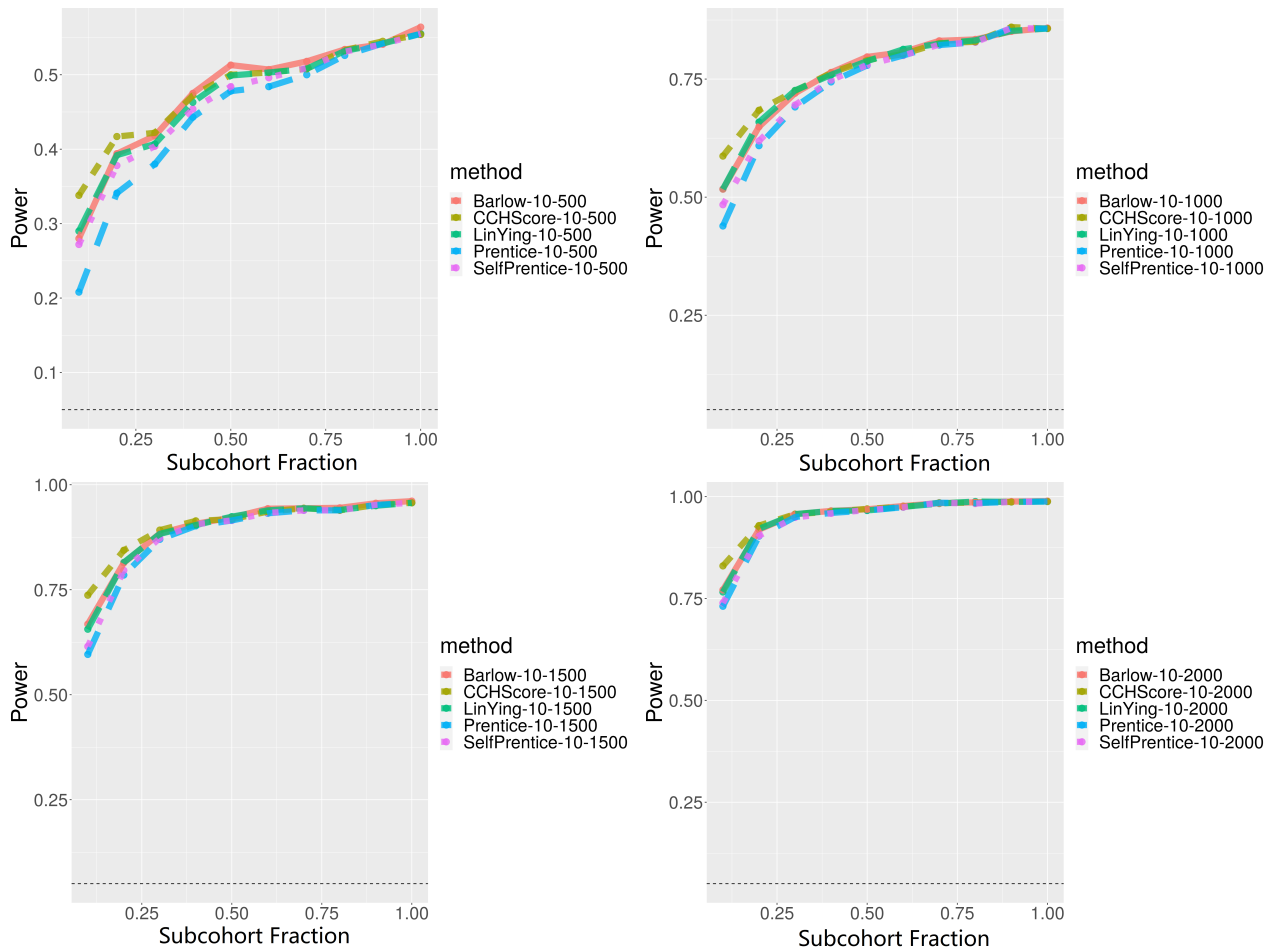 Power
0.5
0.4
0.3
0.2
0.1
0.25 0.50 0.75 1.00
Subcohort Fraction
method
Barlow-10-500
CCHScore-10-500
LinYing-10-500
Prentice-10-500
SelfPrentice-10-500
Power
0.75
0.50
0.25
0.25 0.50 0.75 1.00
Subcohort Fraction
method
Barlow-10-1000
CCHScore-10-1000
LinYing-10-1000
Prentice-10-1000
SelfPrentice-10-1000
Power
1.00
0.75
0.50
0.25
0.25 0.50 0.75 1.00
Subcohort Fraction
method
Barlow-10-1500
CCHScore-10-1500
LinYing-10-1500
Prentice-10-1500
SelfPrentice-10-1500
Power
1.00
0.75
0.50
0.25
0.25 0.50 0.75 1.00
Subcohort Fraction
method
Barlow-10-2000
CCHScore-10-2000
LinYing-10-2000
Prentice-10-2000
SelfPrentice-10-2000